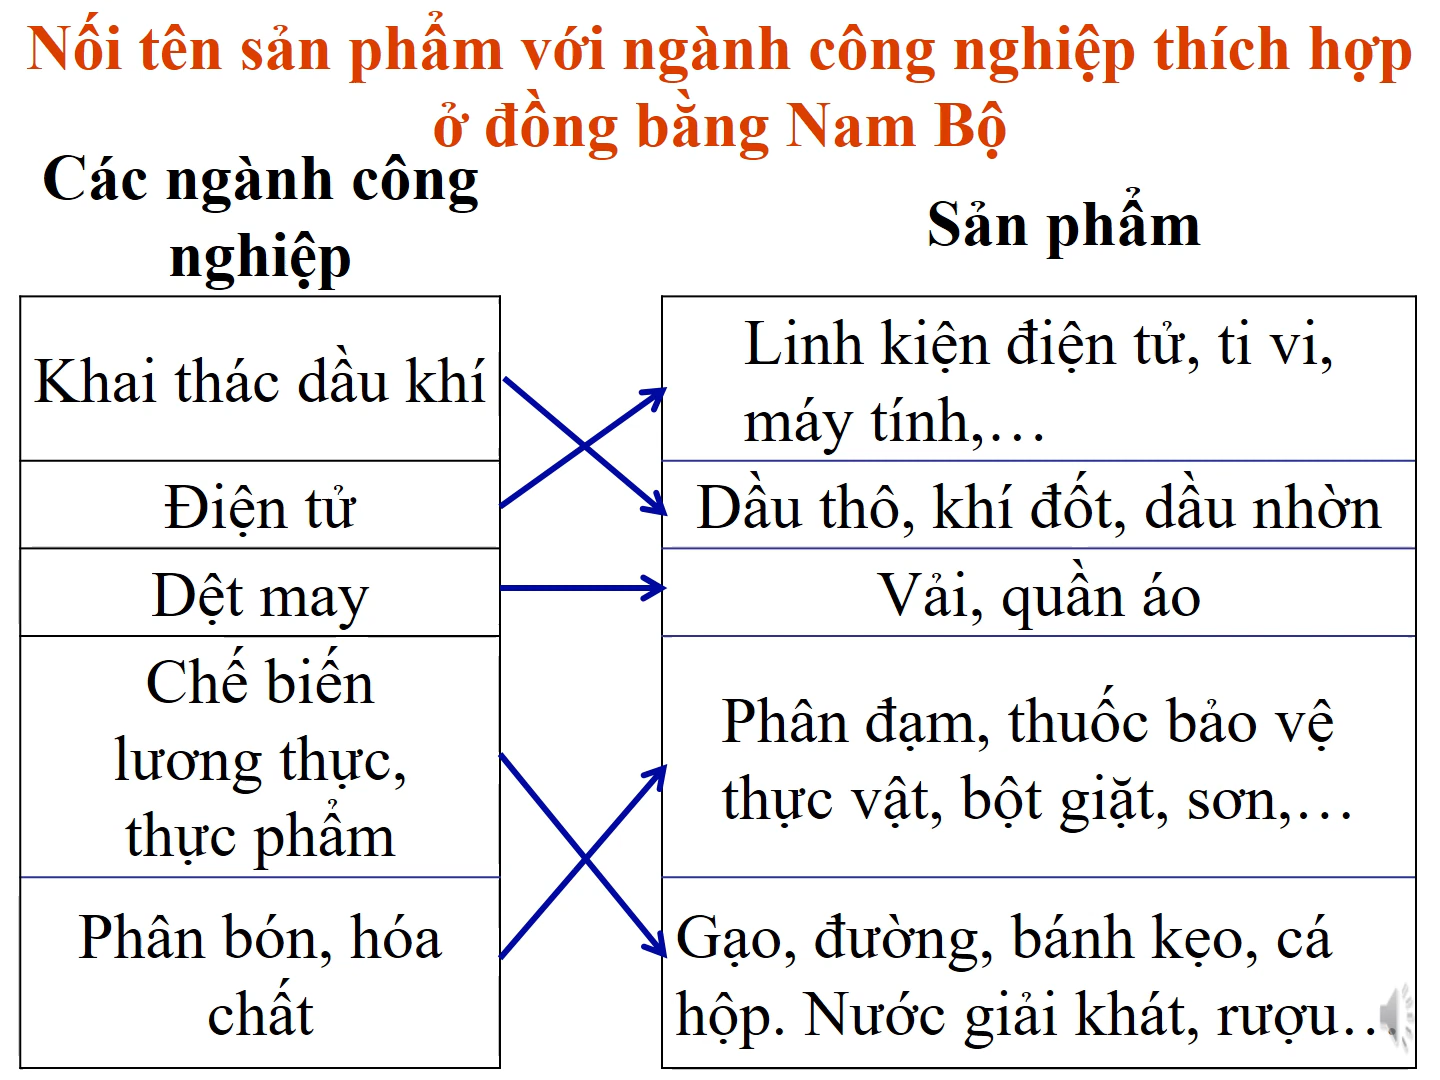 Nối tên sản phẩm với ngành công nghiệp thích hợp
ở đồng bằng Nam Bộ
Các ngành công
nghiệp
Sản phẩm
Khai thác dầu khí
Linh kiện điện tử, ti vi,
máy tính,…
Điện tử
Dầu thô, khí đốt, dầu nhờn
Dệt may
Vải, quần áo
Chế biến
lương thực,
thực phẩm
Phân đạm, thuốc bảo vệ
thực vật, bột giặt, sơn,…
Phân bón, hóa
chất
Gạo, đường, bánh kẹo, cá
hộp. Nước giải khát, rượu…